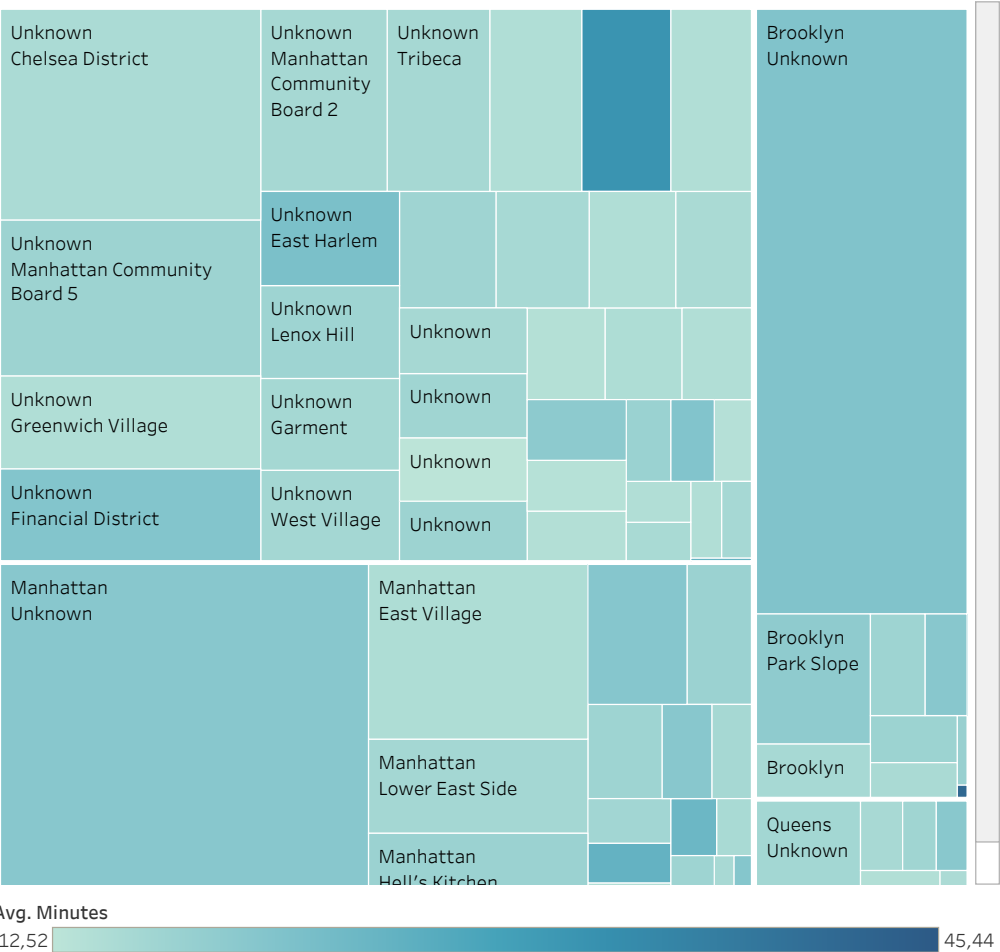 Unknown
Chelsea District
Unknown
Manhattan
Community
Board 2
Unknown
Tribeca
Brooklyn
Unknown
Unknown
East Harlem
Unknown
Manhattan Community
Board 5
Unknown
Lenox Hill
Unknown
Unknown
Greenwich Village
Unknown
Garment
Unknown
Unknown
Unknown
Financial District
Unknown
West Village
Unknown
Manhattan
Unknown
Manhattan
East Village
Brooklyn
Park Slope
Manhattan
Lower East Side
Brooklyn
Queens
Unknown
Manhattan
Hell's Kitchen
Avg. Minutes
12,52
45,44